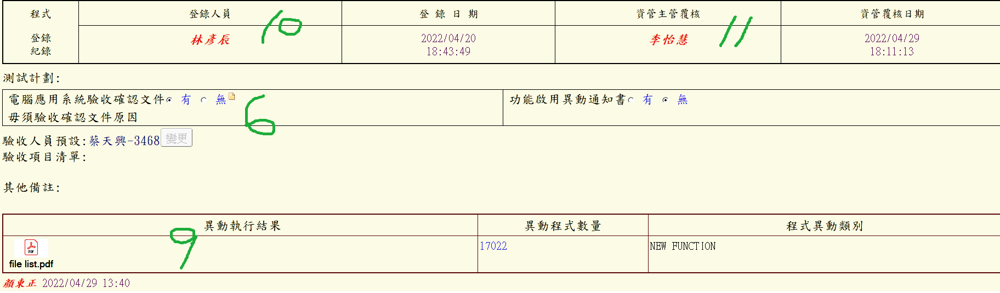 程式 登錄人員 登 錄 日 期 資管主管覆核 資管覆核日期
登錄 紀錄 林彥辰 10 2022/04/20 18:43:49 李怡慧 11 2022/04/29 18:11:13
測試計劃:
電腦應用系統驗收確認文件 有 無 6 功能啟用異動通知書 有 無
毋須驗收確認文件原因
驗收人員預設:蔡天興-3468 變更
驗收項目清單:
其他備註:
異動執行結果 9 異動程式數量 程式異動類別
PDF 17022 NEW FUNCTION
file list.pdf
顏東正 2022/04/29 13:40